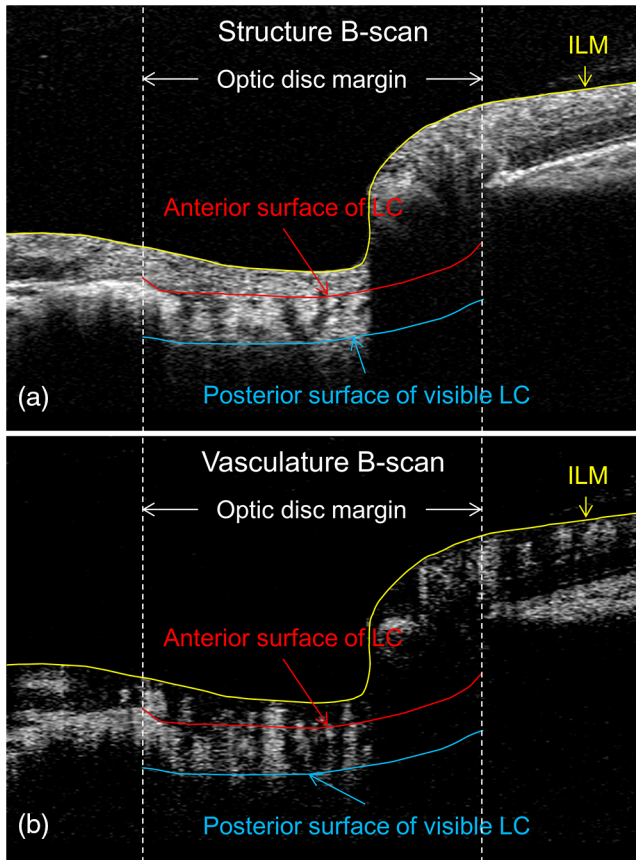 Structure B-scan
ILM
Optic disc margin
Anterior surface of LC
Posterior surface of visible LC
(a)
Vasculature B-scan
ILM
Optic disc margin
Anterior surface of LC
Posterior surface of visible LC
(b)